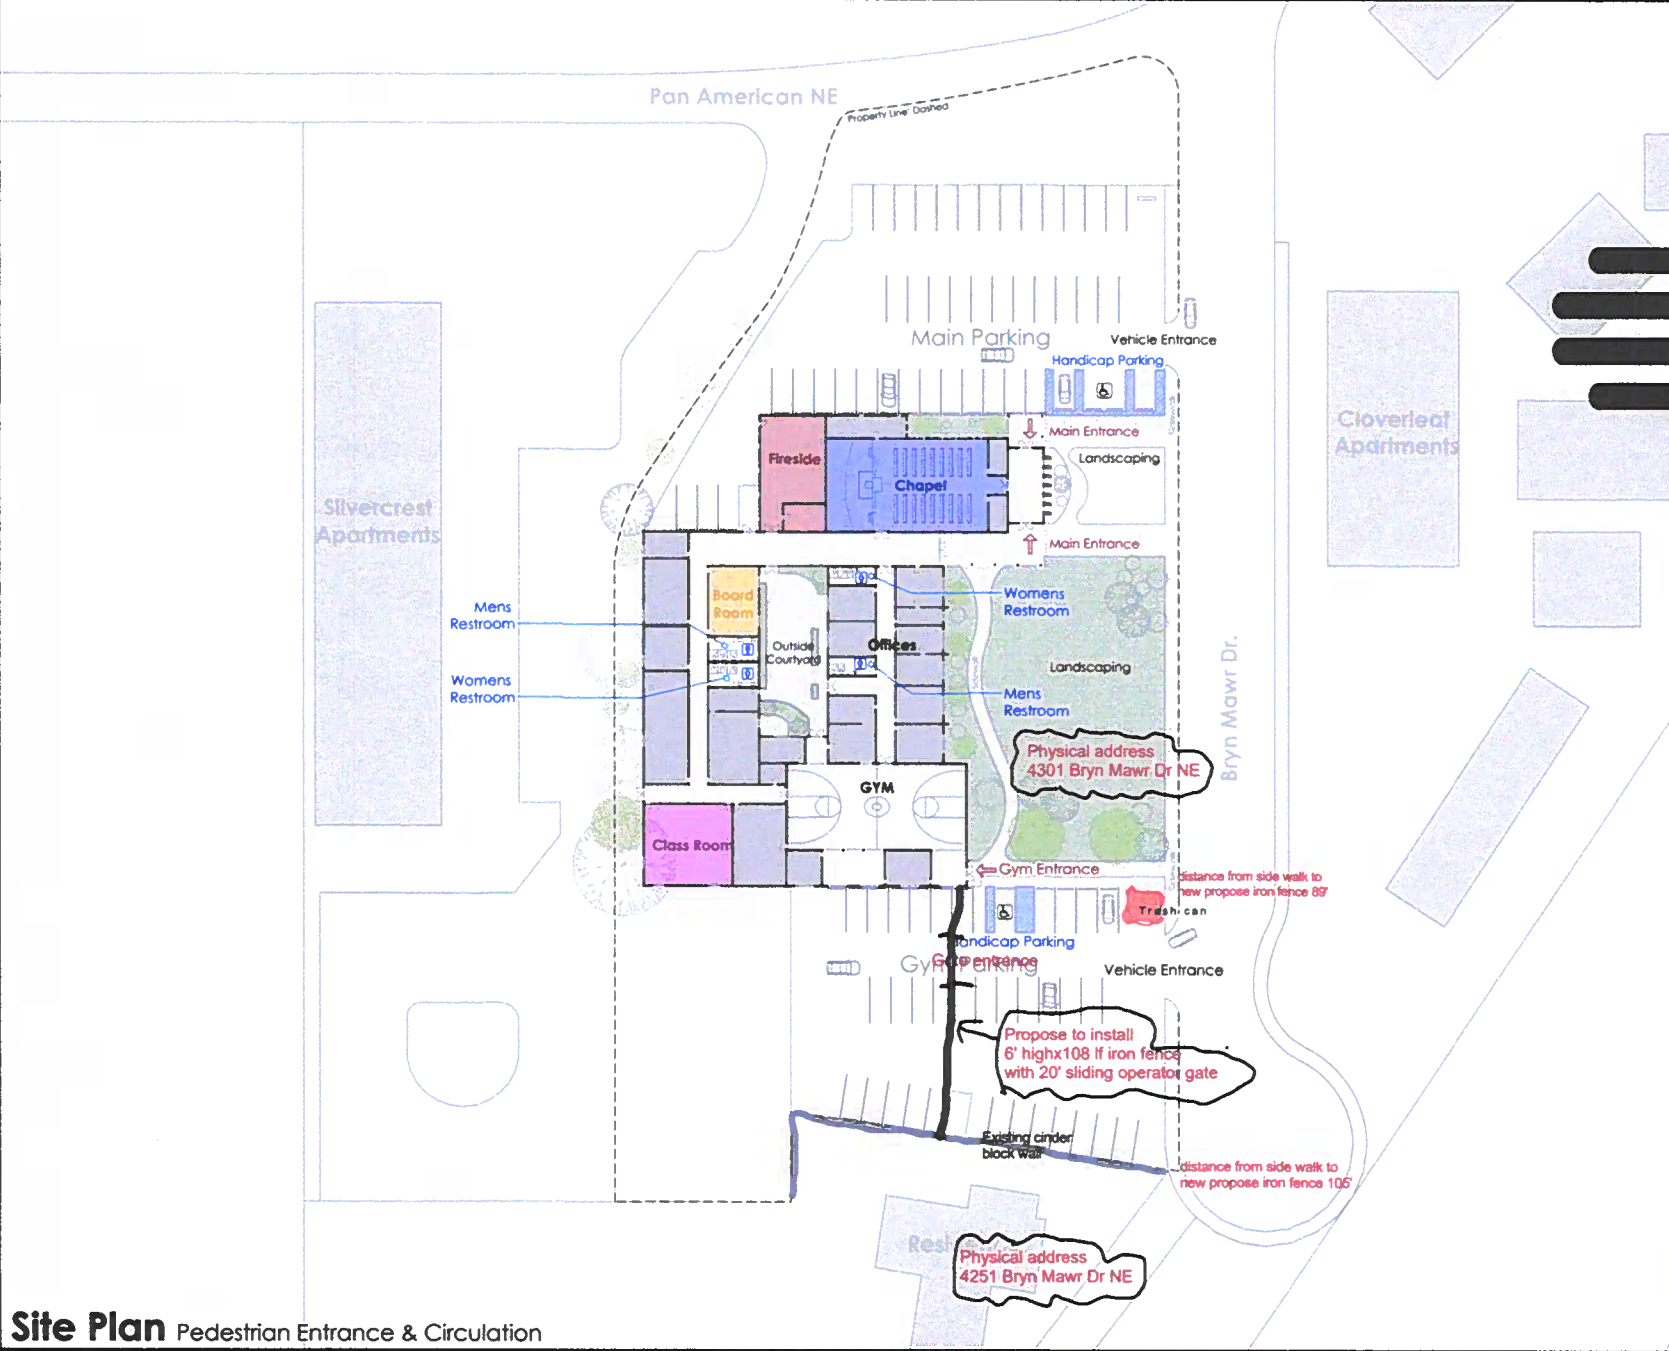 Pan American NE
Property Line: Dashed
Main Parking
Vehicle Entrance
Handicap Parking
Main Entrance
Landscaping
Fireside
Chapel
Cloverleaf
Apartments
Silvercrest
Apartments
Main Entrance
Board
Room
Womens
Restroom
Mens
Restroom
Outside
Courtyard
Offices
Landscaping
Sidewalk
Womens
Restroom
Mens
Restroom
Bryn Mawr Dr.
Physical address
4301 Bryn Mawr Dr NE
GYM
Class Room
Gym Entrance
distance from side walk to
new propose iron fence 89'
Trash can
Handicap Parking
Gate entrance
Gym Parking
Vehicle Entrance
Propose to install
6' highx108 lf iron fence
with 20' sliding operator gate
Existing cinder
block wall
distance from side walk to
new propose iron fence 105'
Physical address
4251 Bryn Mawr Dr NE
Site Plan Pedestrian Entrance & Circulation